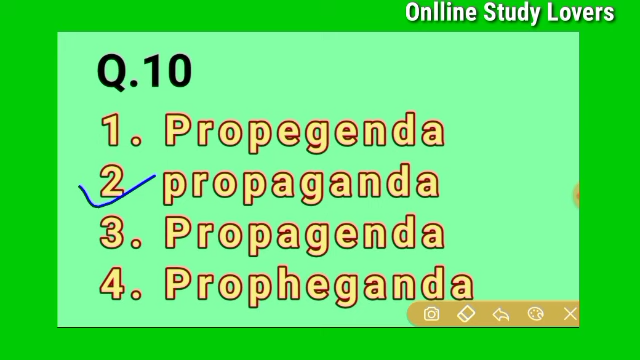 Onlline Study Lovers
Q.10
1. Propegenda
2 propaganda
3. Propagenda
4. Propheganda